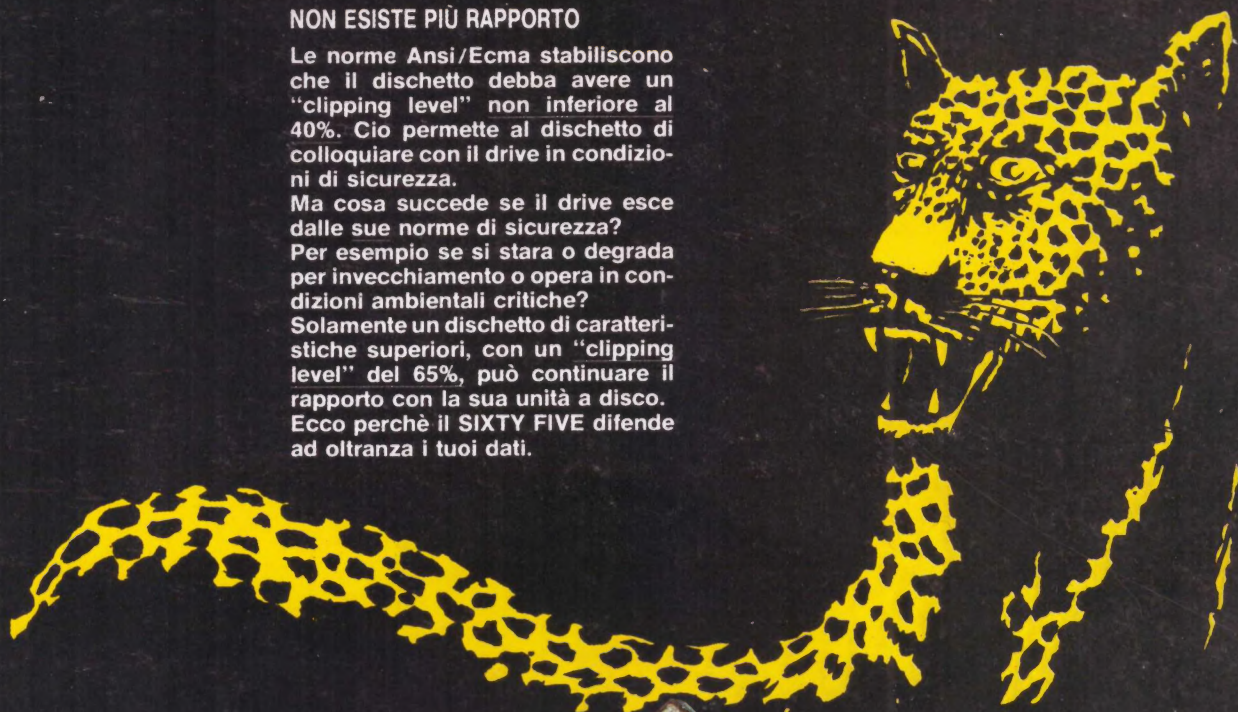 NON ESISTE PIÙ RAPPORTO
Le norme Ansi/Ecma stabiliscono
che il dischetto debba avere un
"clipping level" non inferiore al
40%. Cio permette al dischetto di
colloquiare con il drive in condizio-
ni di sicurezza.
Ma cosa succede se il drive esce
dalle sue norme di sicurezza?
Per esempio se si stara o degrada
per invecchiamento o opera in con-
dizioni ambientali critiche?
Solamente un dischetto di caratteri-
stiche superiori, con un "clipping
level" del 65%, può continuare il
rapporto con la sua unità a disco.
Ecco perchè il SIXTY FIVE difende
ad oltranza i tuoi dati.